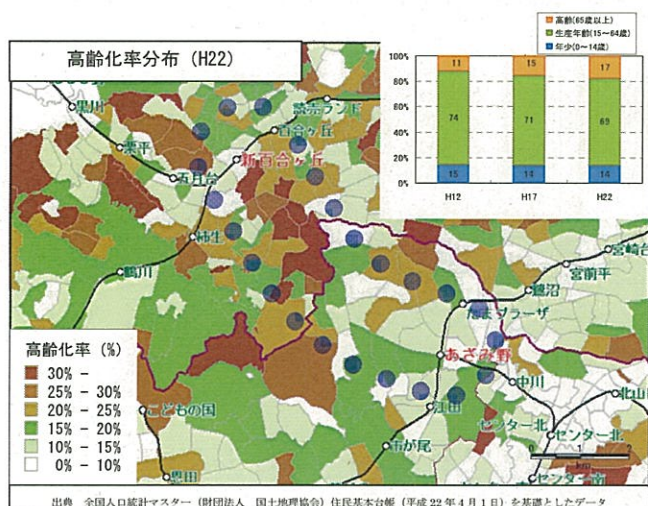 高齢化率分布 (H22)
高齢(65歳以上)
生産年齢(15～64歳)
年少(0～14歳)
100%
80%
60%
40%
20%
0%
11
15
17
74
71
69
15
14
14
H12
H17
H22
黒川
栗平
五月台
読売ランド
百合ヶ丘
新百合ヶ丘
柿生
鶴川
宮崎台
宮前平
鷺沼
たまプラーザ
あざみ野
中川
江田
市が尾
こどもの国
恩田
センター北
センター北
北山
センター南
km
高齢化率 (%)
30% -
25% - 30%
20% - 25%
15% - 20%
10% - 15%
0% - 10%
出典 全国人口統計マスター（財団法人 国土地理協会）住民基本台帳（平成22年4月1日）を基礎としたデータ